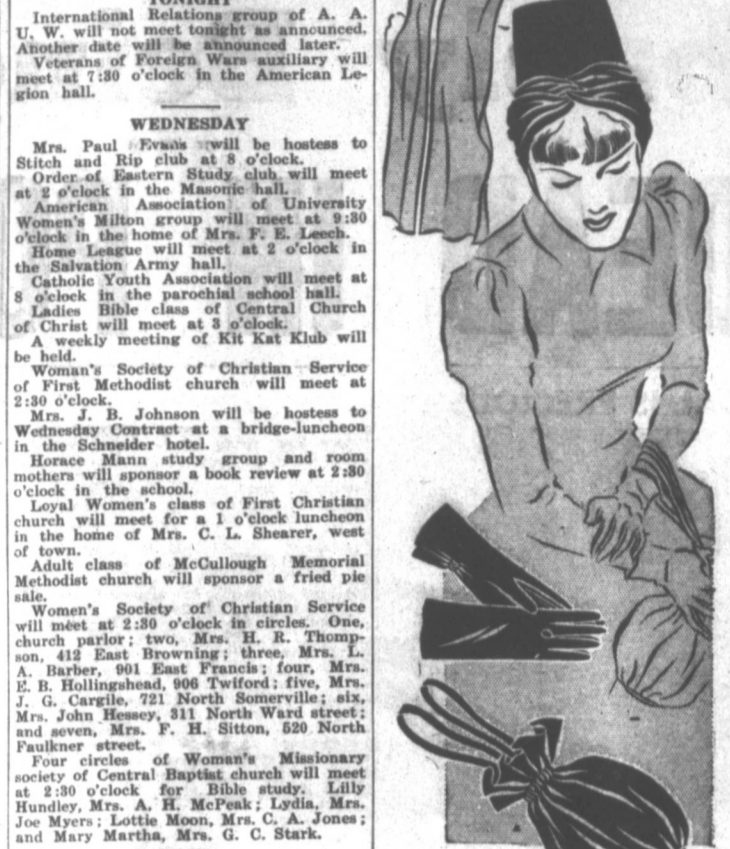 TONIGHT
International Relations group of A. A.
U. W. will not meet tonight as announced.
Another date will be announced later.
Veterans of Foreign Wars auxiliary will
meet at 7:30 o'clock in the American Le-
gion hall.
WEDNESDAY
Mrs. Paul Evans will be hostess to
Stitch and Rip club at 8 o'clock.
Order of Eastern Study club will meet
at 2 o'clock in the Masonic hall.
American Association of University
Women's Milton group will meet at 9:30
o'clock in the home of Mrs. F. E. Leech.
Home League will meet at 2 o'clock in
the Salvation Army hall.
Catholic Youth Association will meet at
8 o'clock in the parochial school hall.
Ladies Bible class of Central Church
of Christ will meet at 3 o'clock.
A weekly meeting of Kit Kat Klub will
be held.
Woman's Society of Christian Service
of First Methodist church will meet at
2:30 o'clock.
Mrs. J. B. Johnson will be hostess to
Wednesday Contract at a bridge-luncheon
in the Schneider hotel.
Horace Mann study group and room
mothers will sponsor a book review at 2:30
o'clock in the school.
Loyal Women's class of First Christian
church will meet for a 1 o'clock luncheon
in the home of Mrs. C. L. Shearer, west
of town.
Adult class of McCullough Memorial
Methodist church will sponsor a fried pie
sale.
Women's Society of Christian Service
will meet at 2:30 o'clock in circles. One,
church parlor; two, Mrs. H. R. Thomp-
son, 412 East Browning; three, Mrs. L.
A. Barber, 901 East Francis; four, Mrs.
E. B. Hollingshead, 906 Twiford; five, Mrs.
J. G. Cargile, 721 North Somerville; six,
Mrs. John Hessey, 311 North Ward street;
and seven, Mrs. F. H. Sitton, 520 North
Faulkner street.
Four circles of Woman's Missionary
society of Central Baptist church will meet
at 2:30 o'clock for Bible study. Lilly
Hundley, Mrs. A. H. McPeak; Lydia, Mrs.
Joe Myers; Lottie Moon, Mrs. C. A. Jones;
and Mary Martha, Mrs. G. C. Stark.